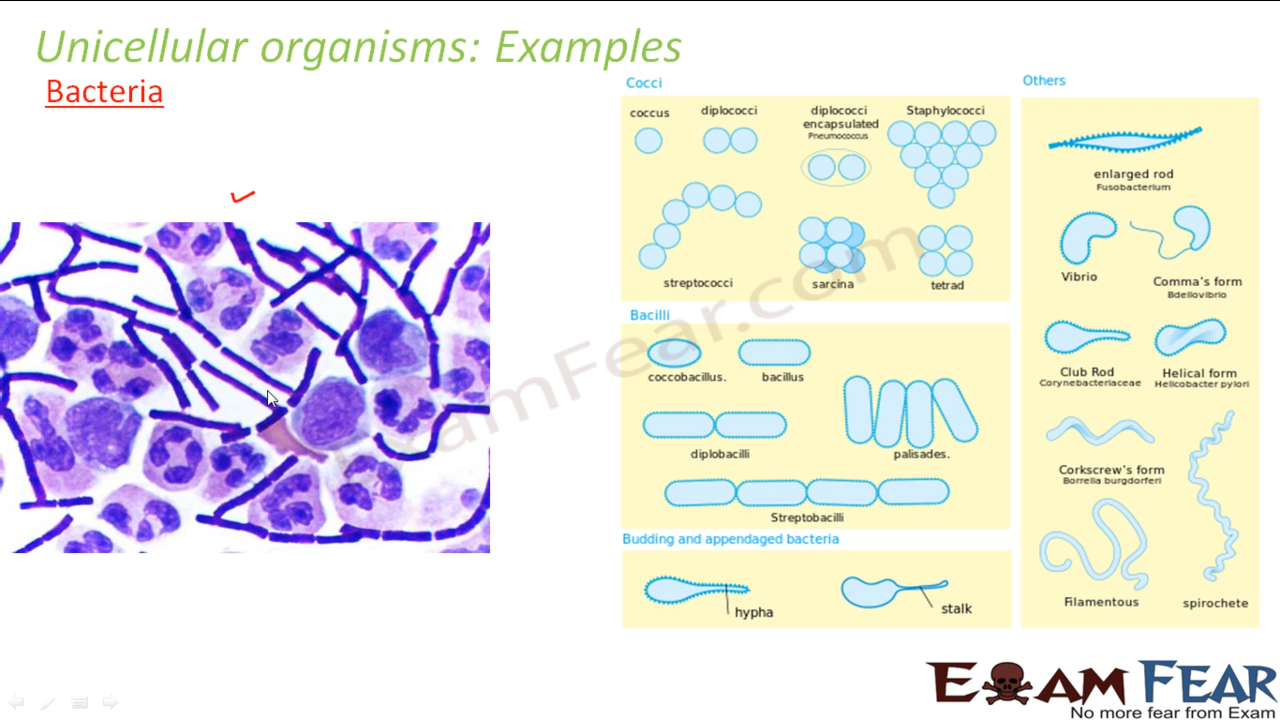 Unicellular organisms: Examples
Bacteria
Cocci
coccus
diplococci
diplococci
encapsulated
Pneumococcus
Staphylococci
streptococci
sarcina
tetrad
Bacilli
coccobacillus.
bacillus
diplobacilli
palisades.
Streptobacilli
Budding and appendaged bacteria
hypha
stalk
Others
enlarged rod
Fusobacterium
Vibrio
Comma's form
Bdellovibrio
Club Rod
Corynebacteriaceae
Helical form
Helicobacter pylori
Corkscrew's form
Borrelia burgdorferi
Filamentous
spirochete
ExamFear.com
EXAM FEAR
No more fear from Exam